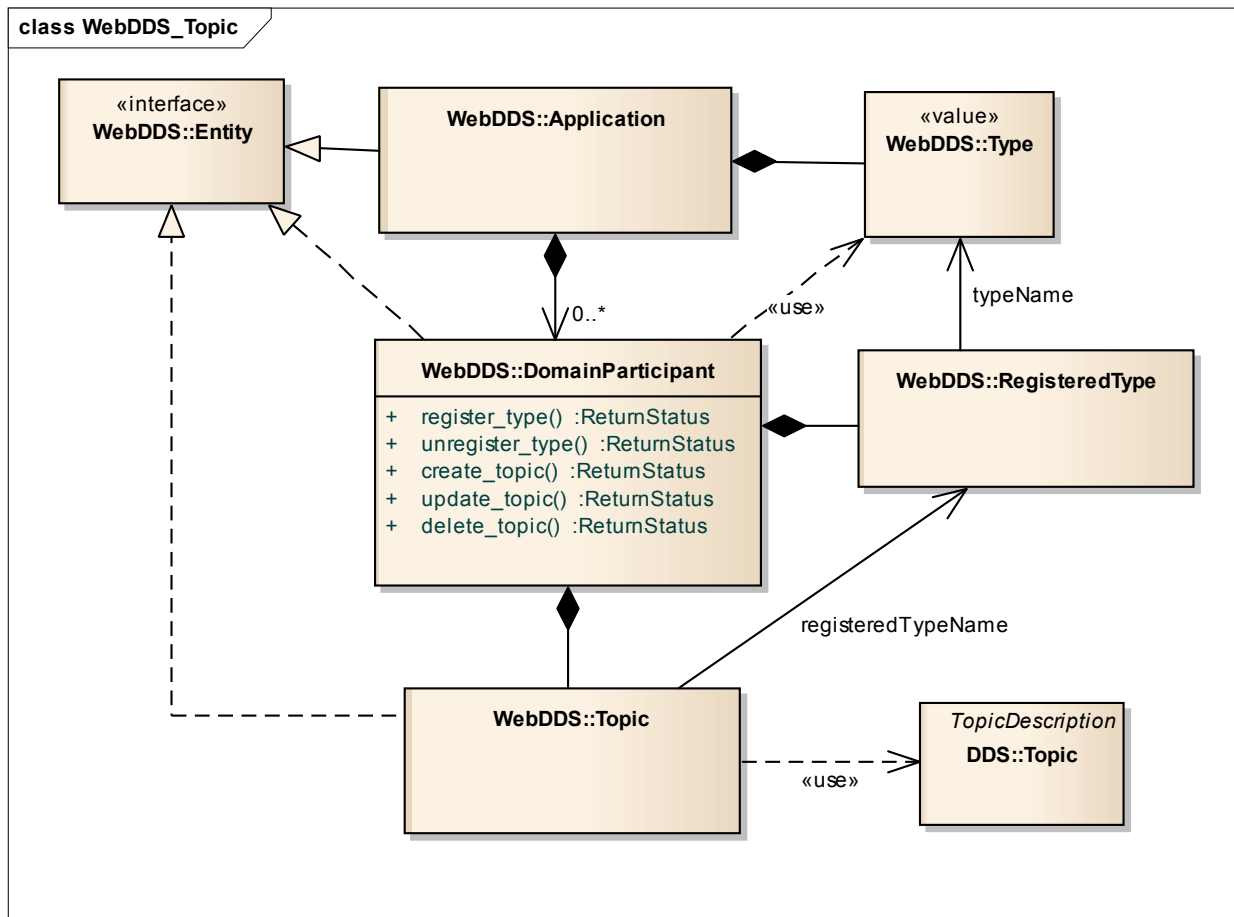 class WebDDS_Topic
«interface»
WebDDS::Entity
WebDDS::Application
«value»
WebDDS::Type
0..*
«use»
typeName
WebDDS::DomainParticipant
+ register_type() :ReturnStatus
+ unregister_type() :ReturnStatus
+ create_topic() :ReturnStatus
+ update_topic() :ReturnStatus
+ delete_topic() :ReturnStatus
WebDDS::RegisteredType
registeredTypeName
WebDDS::Topic
«use»
TopicDescription
DDS::Topic